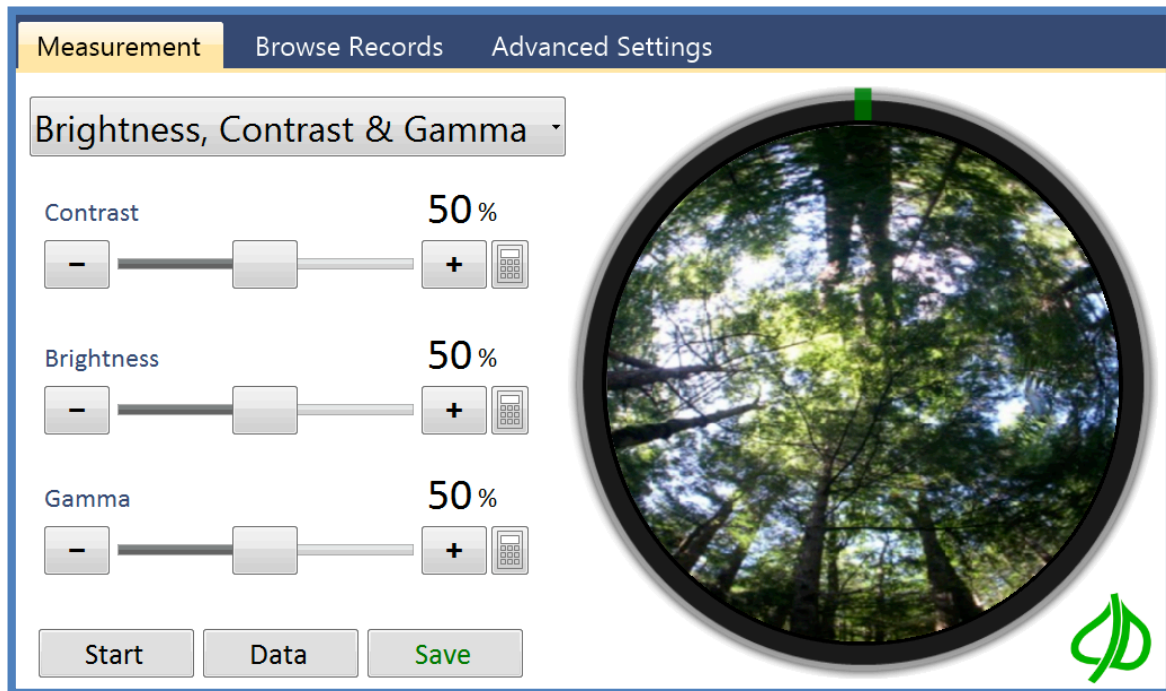 Measurement Browse Records Advanced Settings
Brightness, Contrast & Gamma
Contrast 50 %
- +
Brightness 50 %
- +
Gamma 50 %
- +
Start Data Save